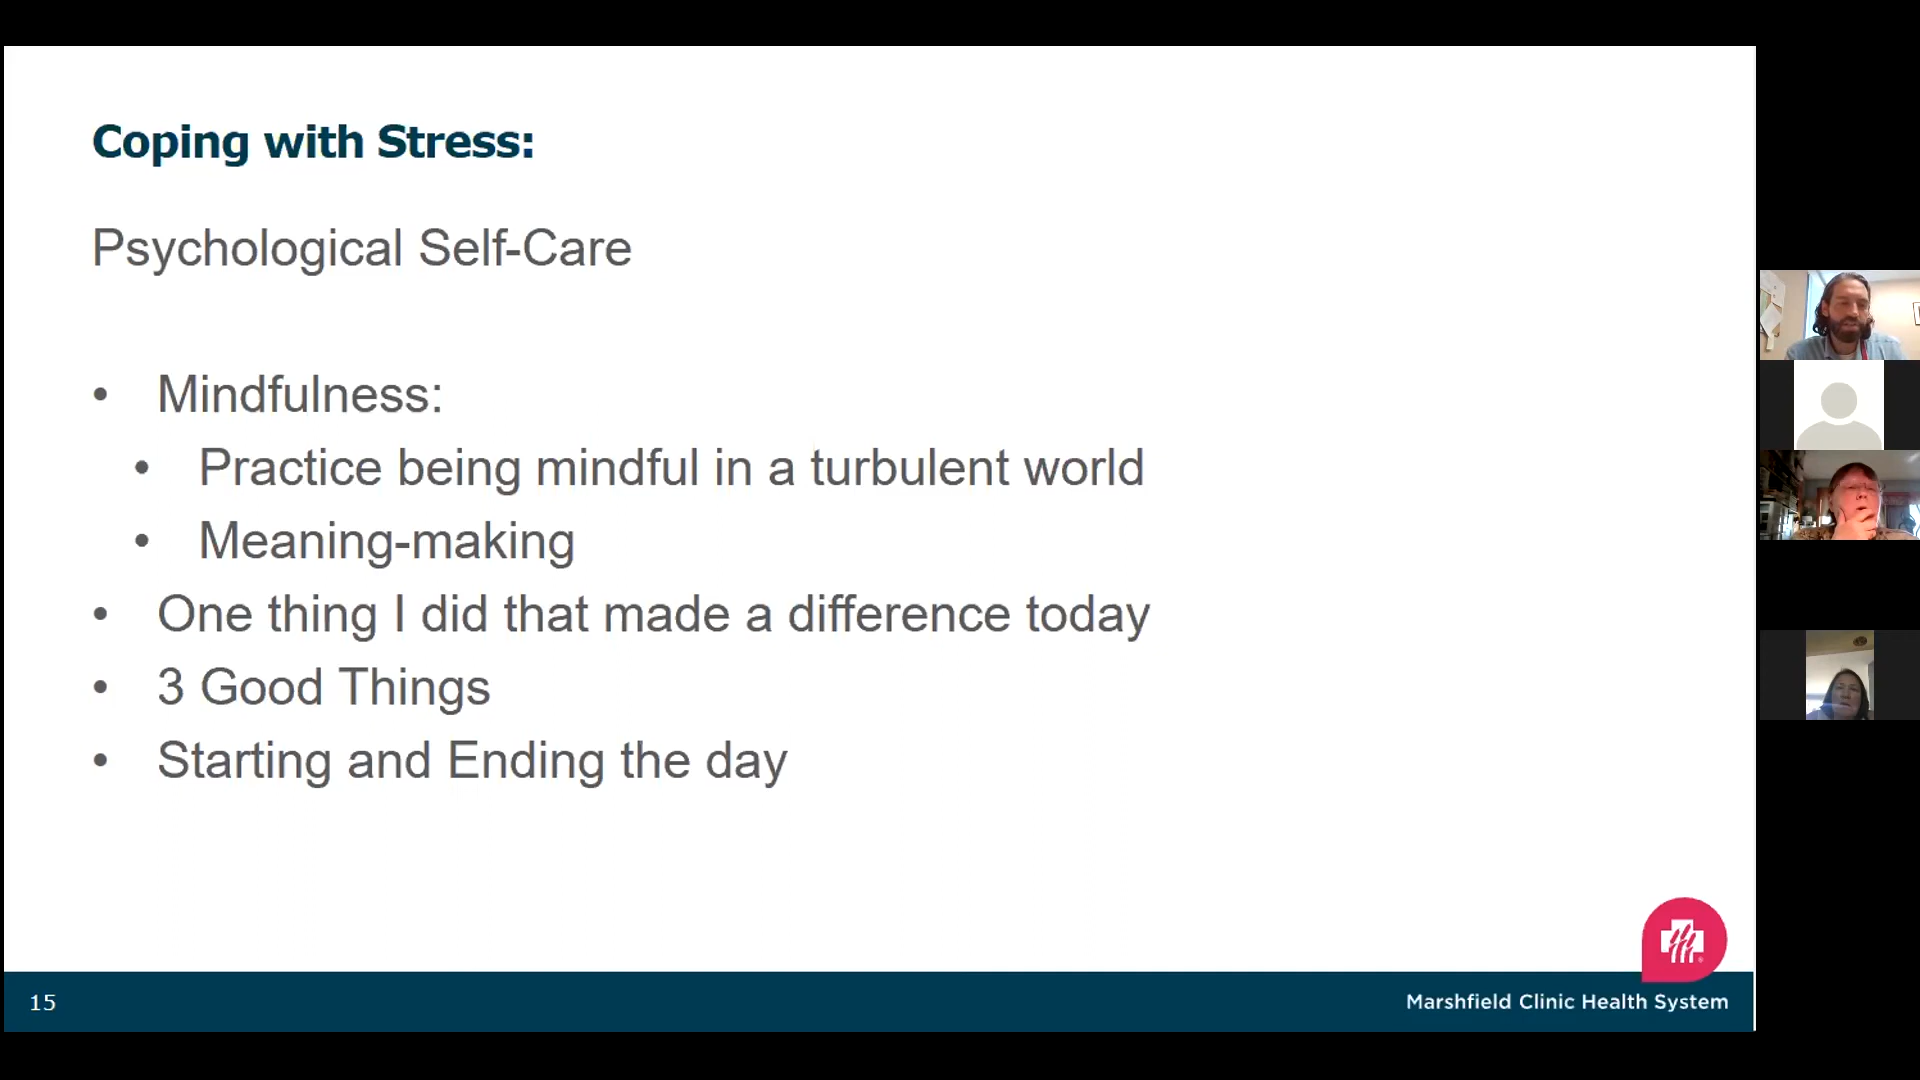 Coping with Stress:
Psychological Self-Care
• Mindfulness:
• Practice being mindful in a turbulent world
• Meaning-making
• One thing I did that made a difference today
• 3 Good Things
• Starting and Ending the day
15
Marshfield Clinic Health System